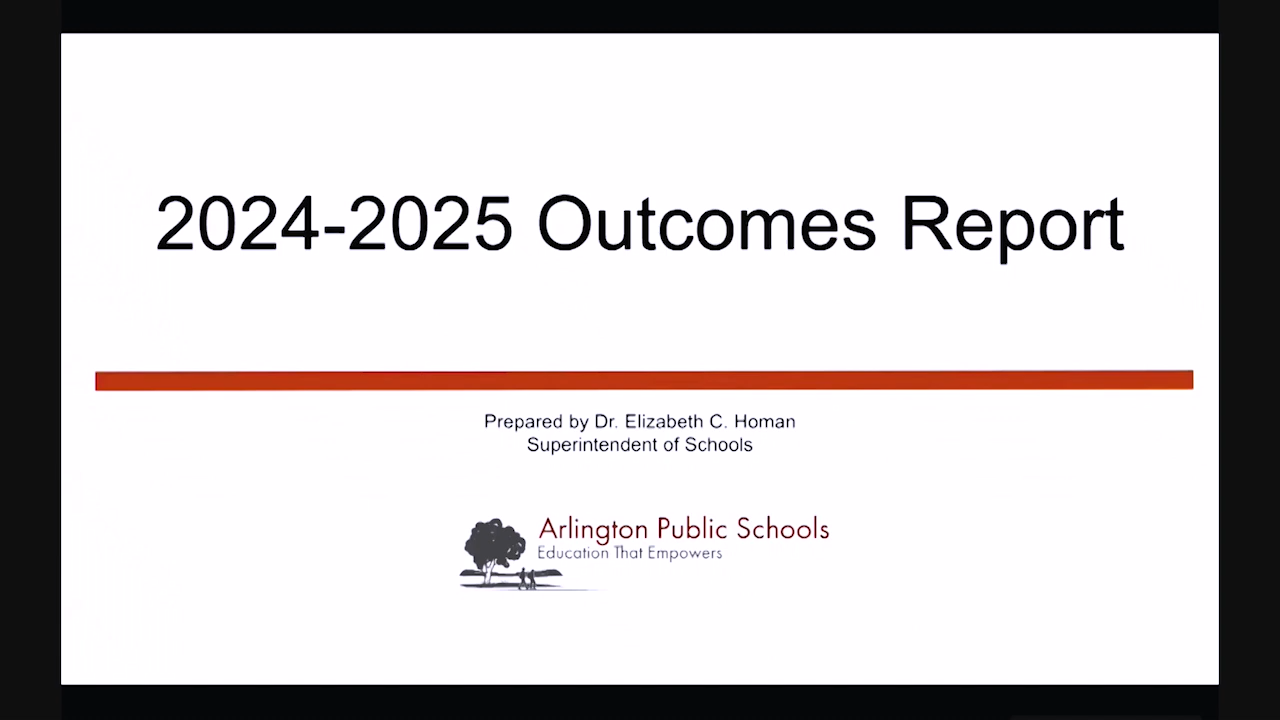 2024-2025 Outcomes Report
Prepared by Dr. Elizabeth C. Homan
Superintendent of Schools
Arlington Public Schools
Education That Empowers